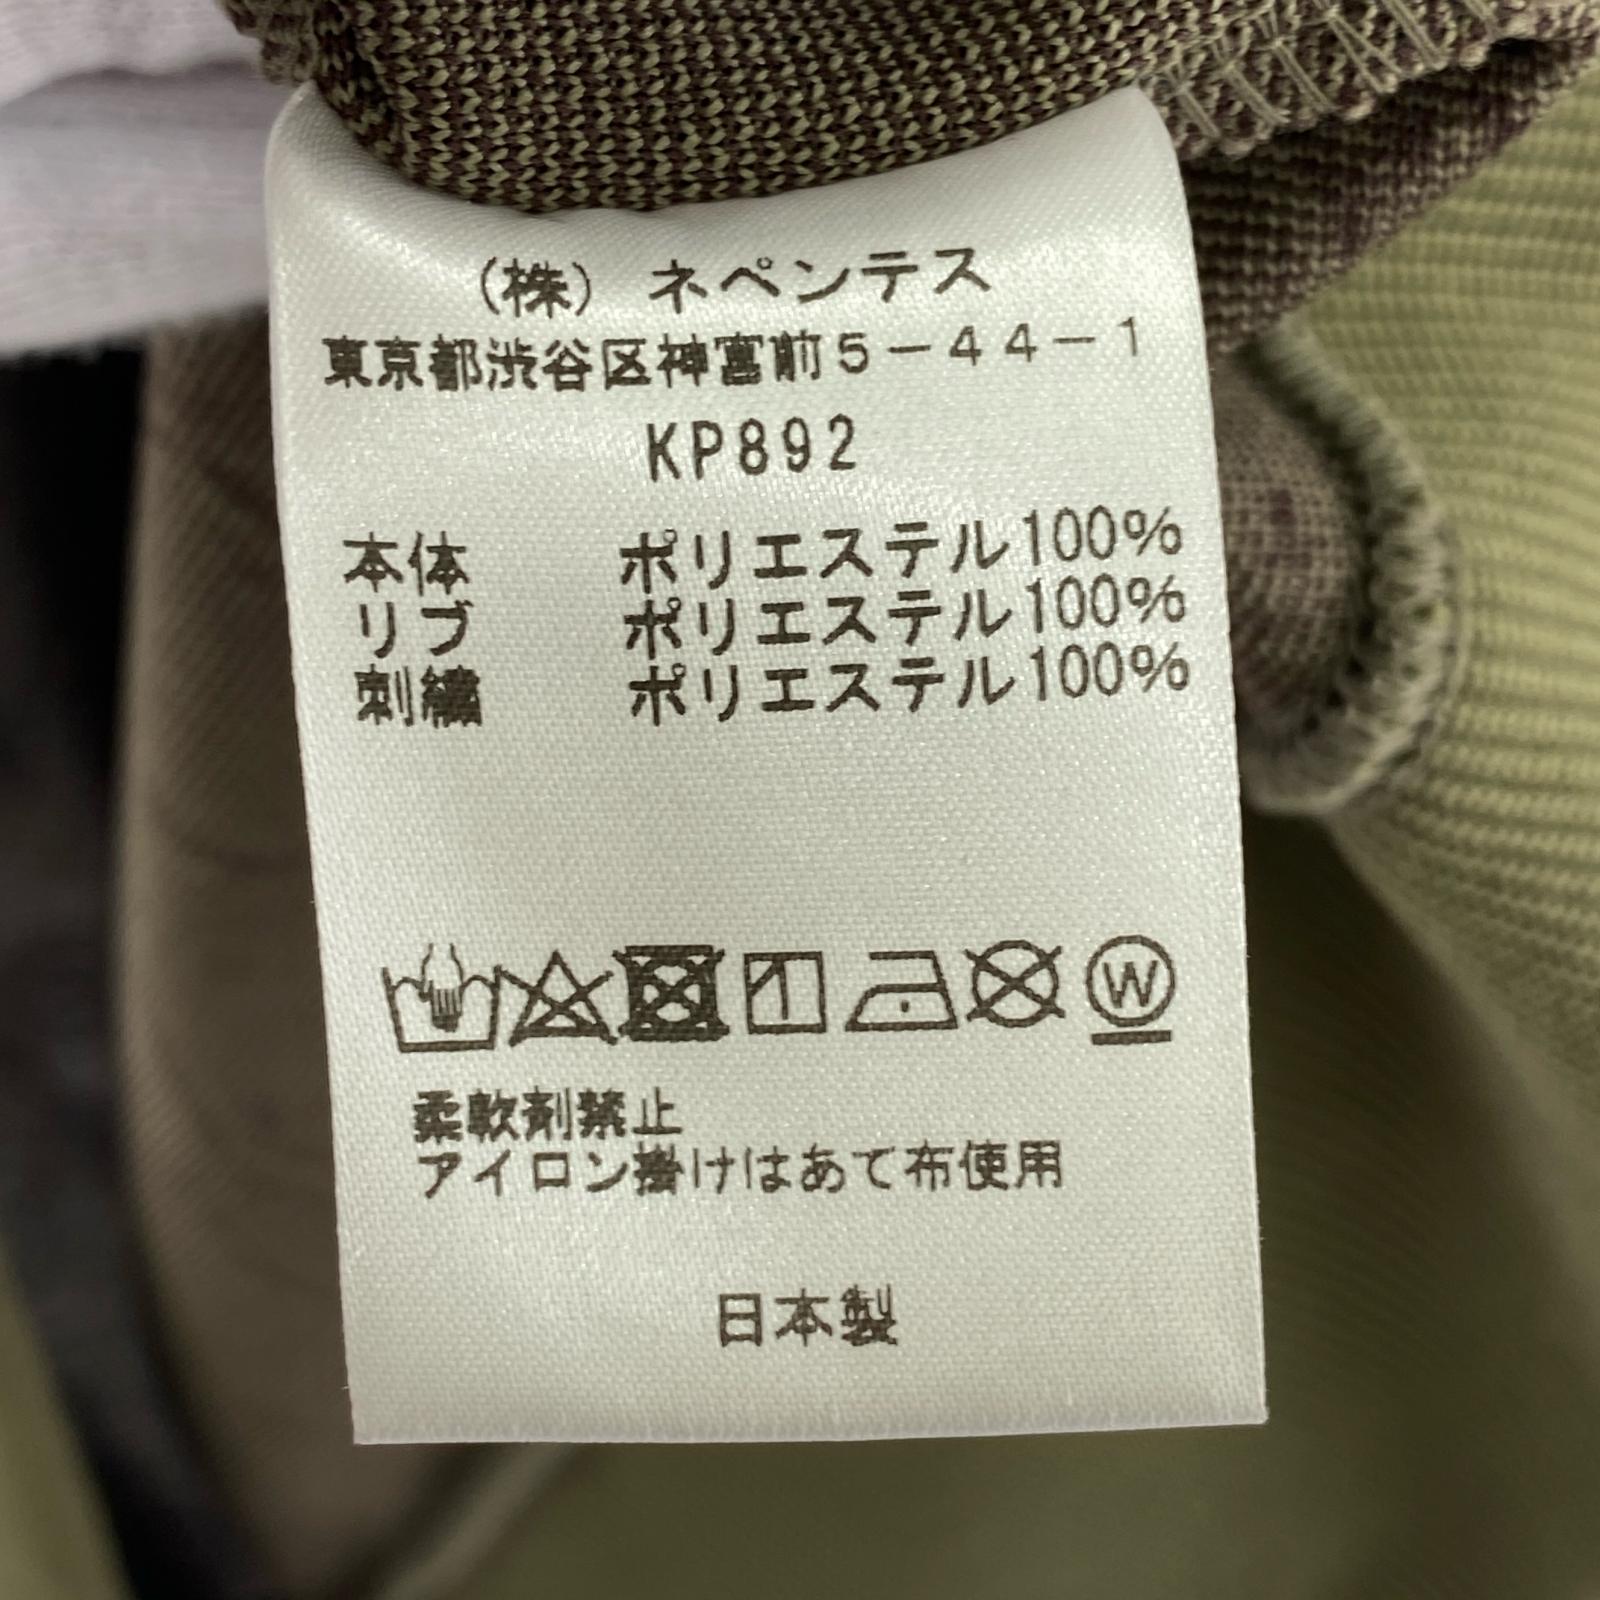 (株) ネペンテス
東京都渋谷区神宮前5-44-1
KP892
本体 ポリエステル100%
リブ ポリエステル100%
刺繍 ポリエステル100%
W
柔軟剤禁止
アイロン掛けはあて布使用
日本製